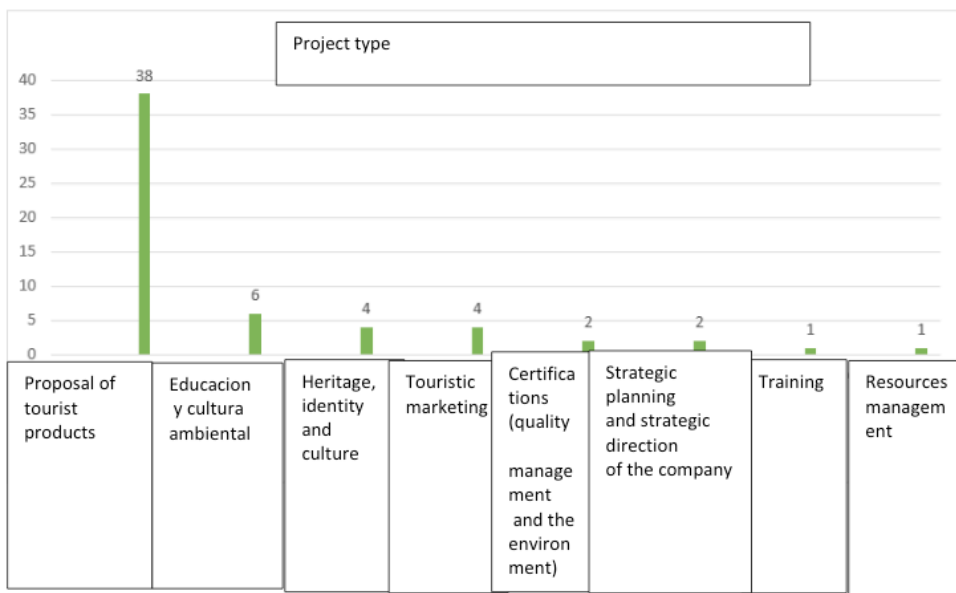 Project type
38
40
35
30
25
20
15
10
5
0
6
4
4
2
2
1
1
Proposal of
tourist
products
Educacion
y cultura
ambiental
Heritage,
identity
and
culture
Touristic
marketing
Certifica
tions
(quality
manage
ment
and the
environ
ment)
Strategic
planning
and strategic
direction
of the company
Training
Resources
managem
ent